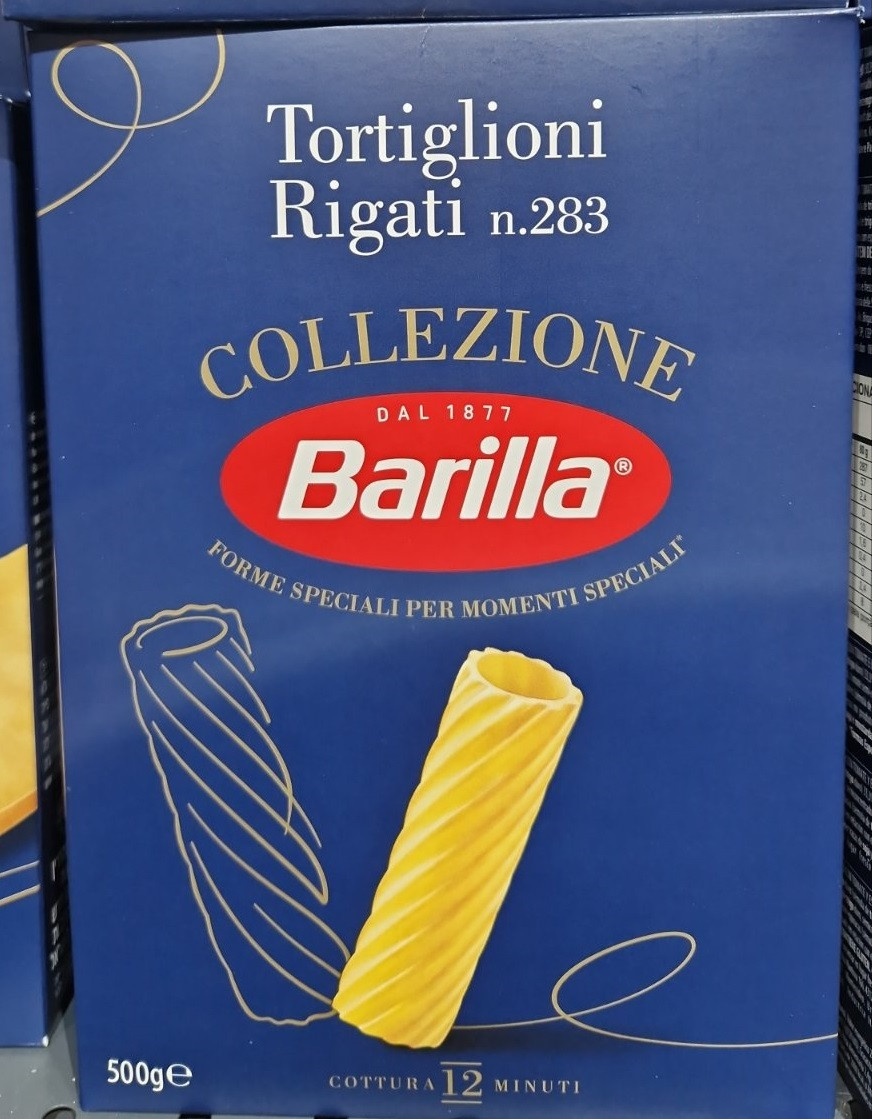 Tortiglioni
Rigati n.283
COLLEZIONE
DAL 1877
Barilla®
FORME SPECIALI PER MOMENTI SPECIALI*
500g℮
COTTURA 12 MINUTI